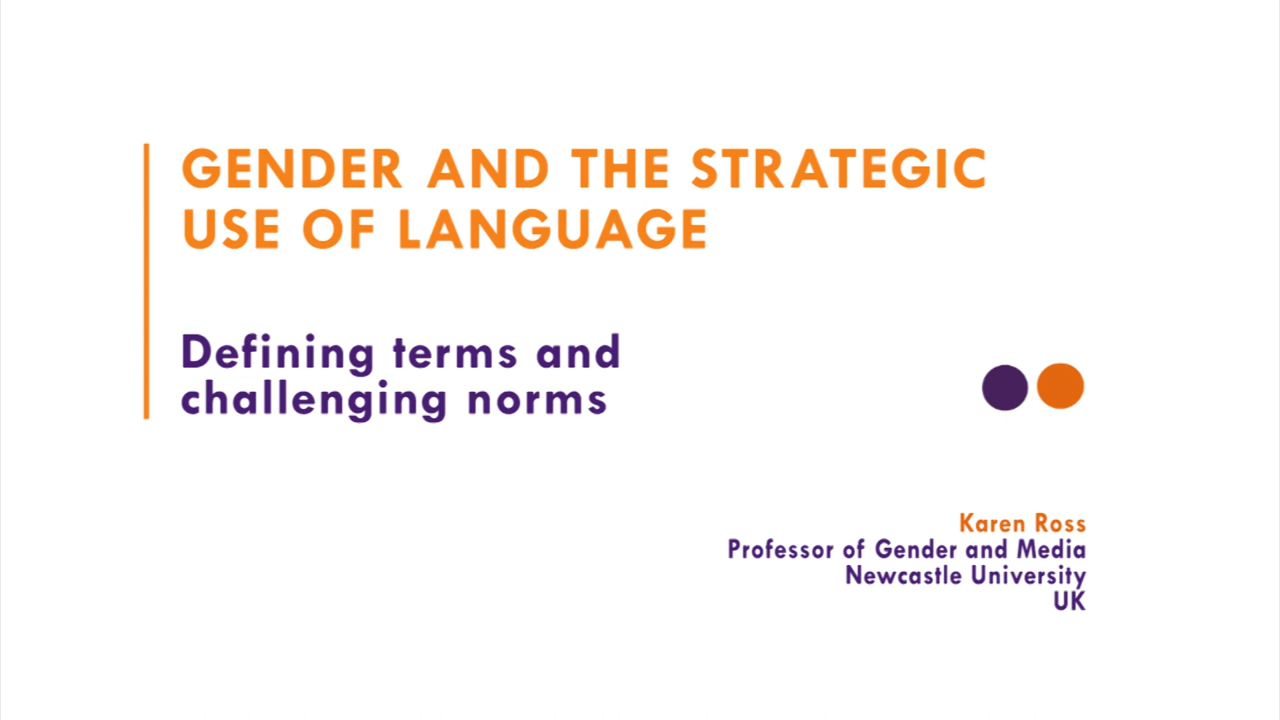 GENDER AND THE STRATEGIC
USE OF LANGUAGE
Defining terms and
challenging norms
Karen Ross
Professor of Gender and Media
Newcastle University
UK